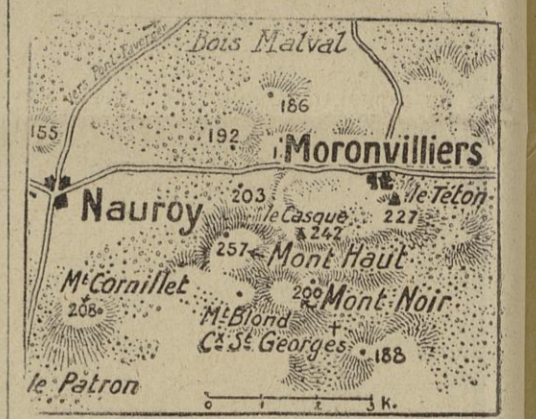 Bois Malval
Vers Pont-Faverger
186
155
192
Moronvilliers
203
le Téton
Nauroy
le Casque
227
242
257
Mont Haut
Mt Cornillet
200
Mont-Noir
208
Mt Blond
Cx St Georges
188
le Patron
0 1 2 3 K.